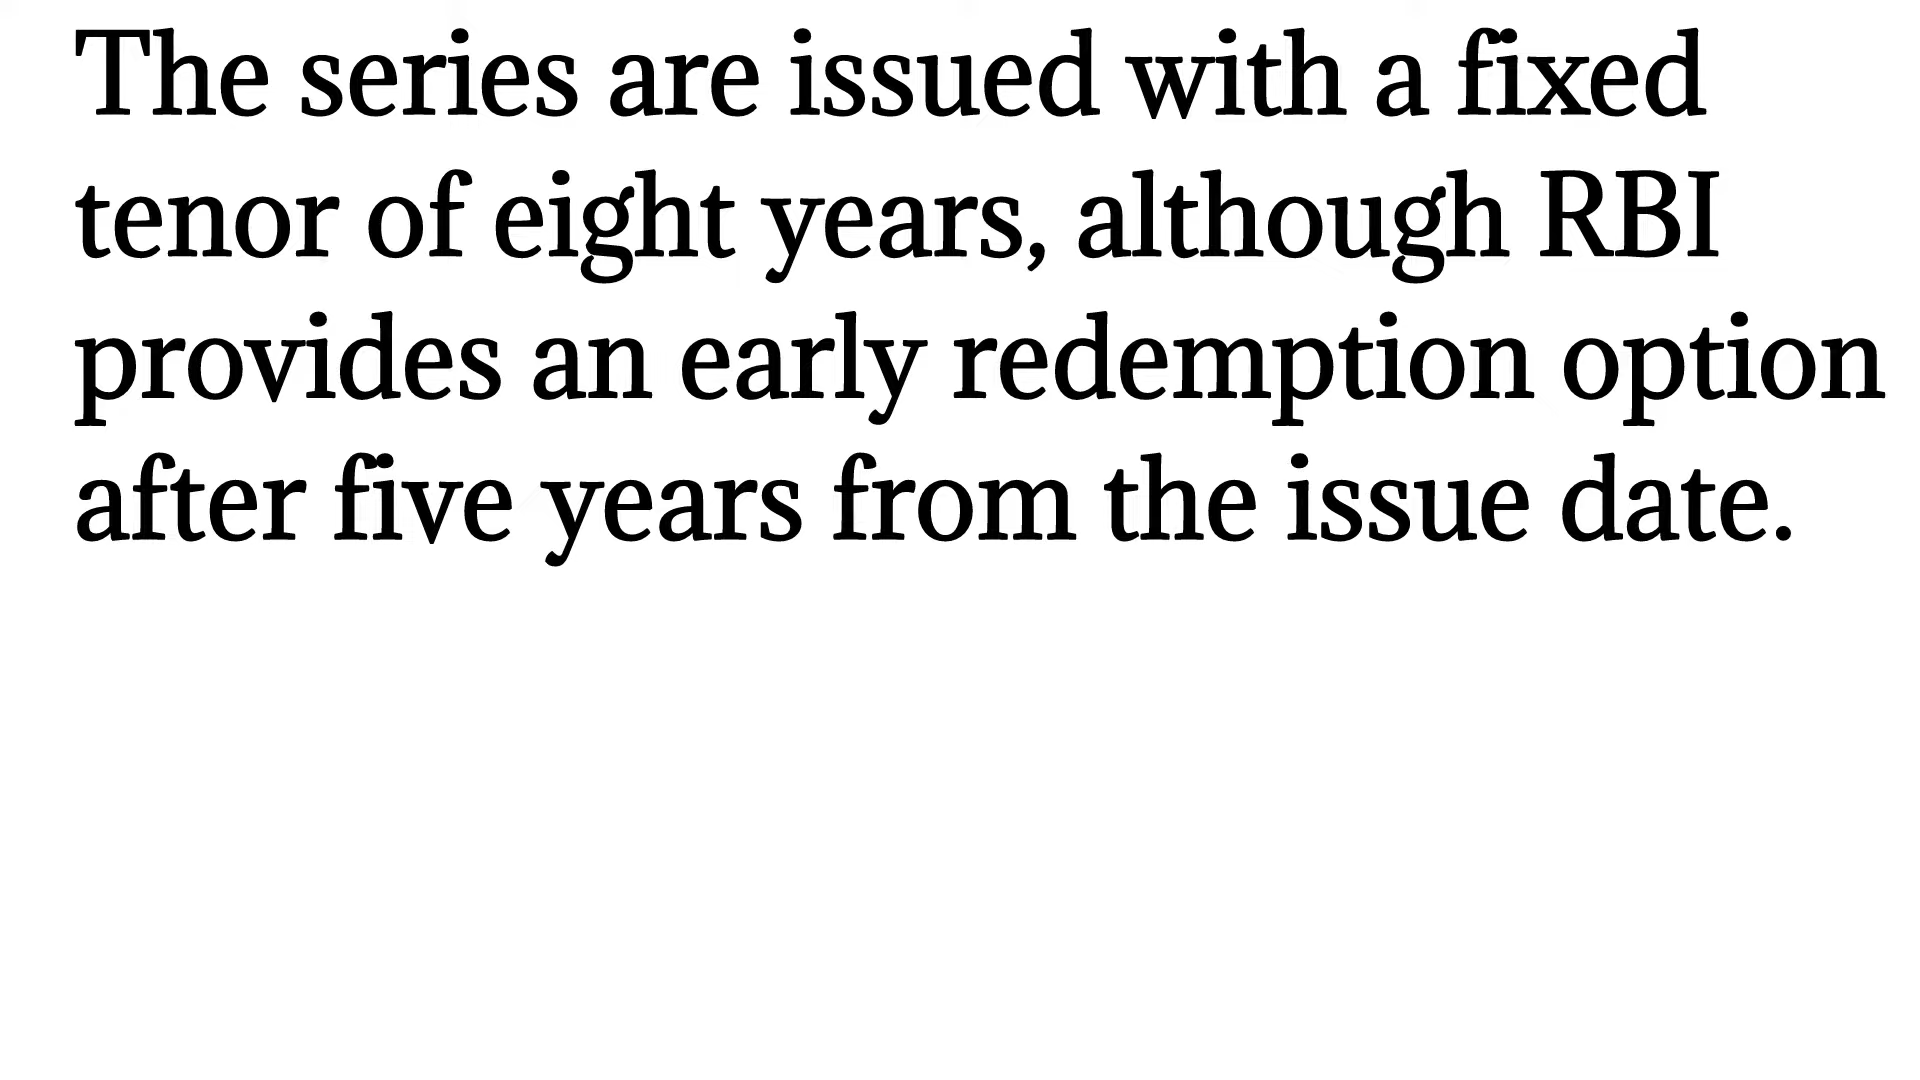 The series are issued with a fixed
tenor of eight years, although RBI
provides an early redemption option
after five years from the issue date.